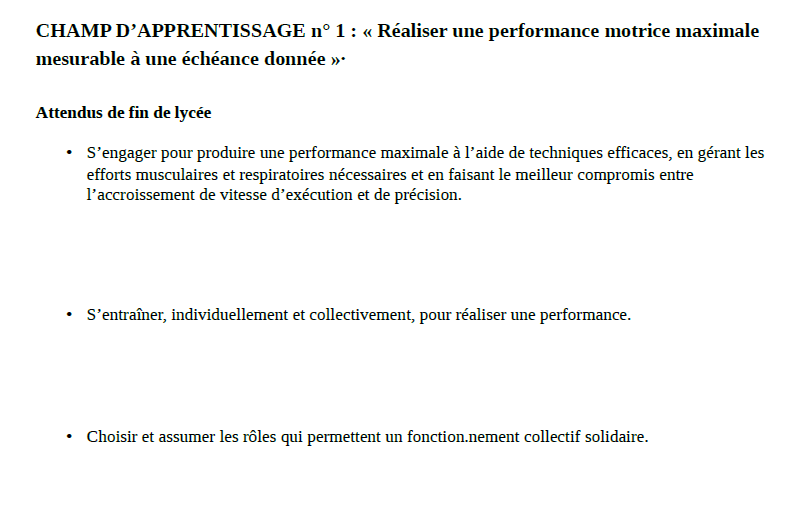 CHAMP D’APPRENTISSAGE n° 1 : « Réaliser une performance motrice maximale
mesurable à une échéance donnée »·
Attendus de fin de lycée
• S’engager pour produire une performance maximale à l’aide de techniques efficaces, en gérant les
efforts musculaires et respiratoires nécessaires et en faisant le meilleur compromis entre
l’accroissement de vitesse d’exécution et de précision.
• S’entraîner, individuellement et collectivement, pour réaliser une performance.
• Choisir et assumer les rôles qui permettent un fonction.nement collectif solidaire.